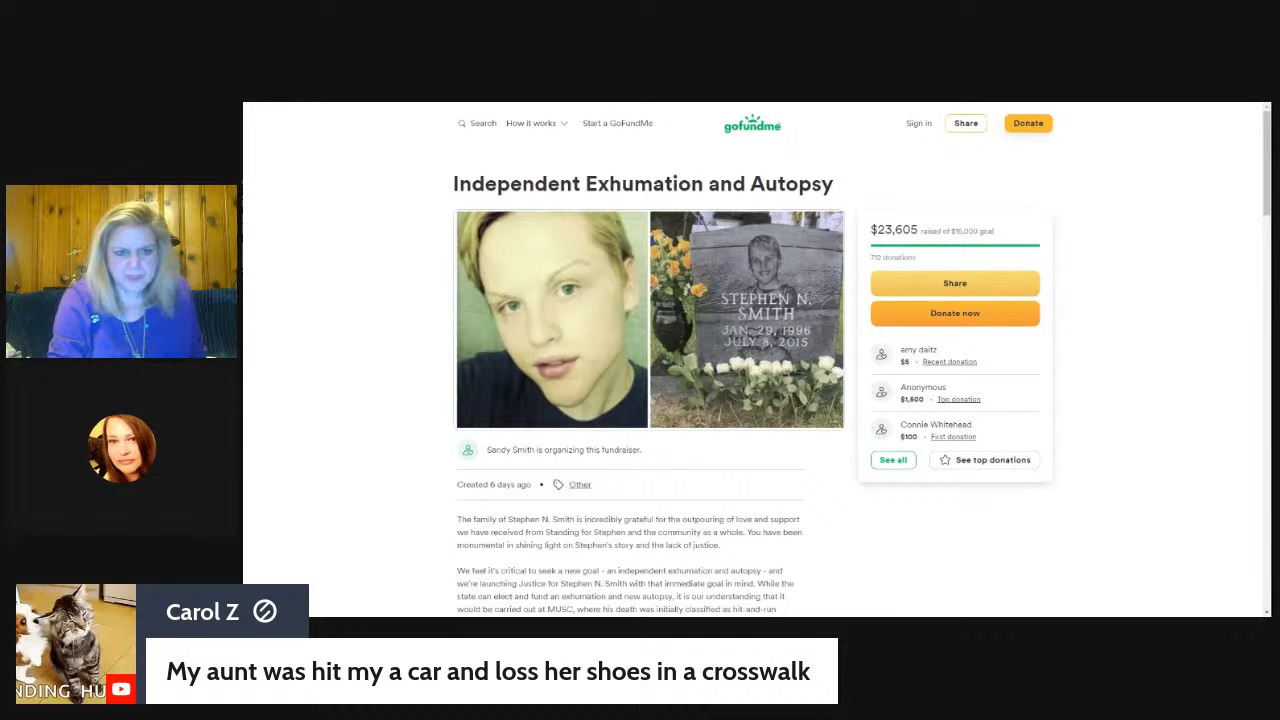 Search How it works Start a GoFundMe gofundme Sign in Share Donate
Independent Exhumation and Autopsy
STEPHEN N.
SMITH
JAN. 29, 1996
JULY 8, 2015
Sandy Smith is organizing this fundraiser.
Created 6 days ago • Other
The family of Stephen N. Smith is incredibly grateful for the outpouring of love and support
we have received from Standing for Stephen and the community as a whole. You have been
monumental in shining light on Stephen's story and the lack of justice.
We feel it's critical to seek a new goal - an independent exhumation and autopsy - and
we're launching Justice for Stephen N. Smith with that immediate goal in mind. While the
state can elect and fund an exhumation and new autopsy, it is our understanding that it
would be carried out at MUSC, where his death was initially classified as hit-and-run
$23,605 raised of $15,000 goal
712 donations
Share
Donate now
amy daitz
$5 • Recent donation
Anonymous
$1,500 • Top donation
Connie Whitehead
$100 • First donation
See all See top donations
Carol Z
NDING HU
My aunt was hit my a car and loss her shoes in a crosswalk